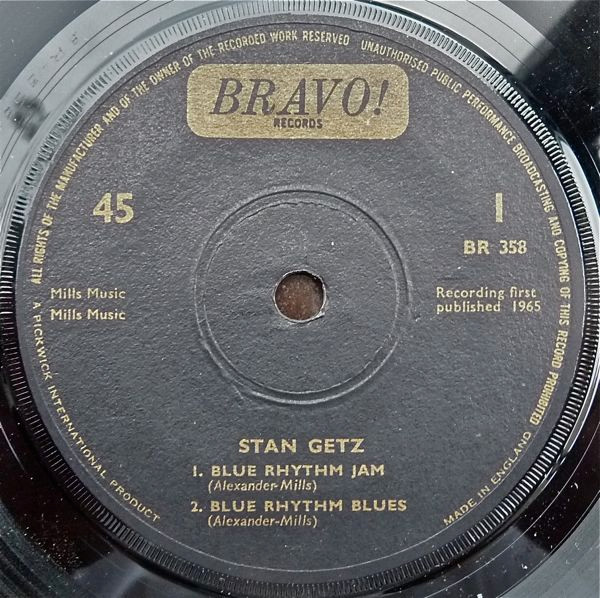 ALL RIGHTS OF THE MANUFACTURER AND OF THE OWNER OF THE RECORDED WORK RESERVED UNAUTHORISED PUBLIC PERFORMANCE BROADCASTING AND COPYING OF THIS RECORD PROHIBITED
BRAVO!
RECORDS
45
1
BR 358
Mills Music
Mills Music
Recording first
published 1965
STAN GETZ
1. BLUE RHYTHM JAM
(Alexander-Mills)
2. BLUE RHYTHM BLUES
(Alexander-Mills)
A PICKWICK INTERNATIONAL PRODUCT
MADE IN ENGLAND